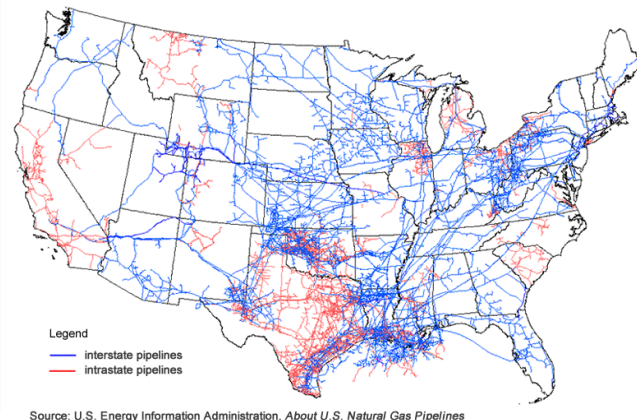 Legend
interstate pipelines
intrastate pipelines
Source: U.S. Energy Information Administration, About U.S. Natural Gas Pipelines